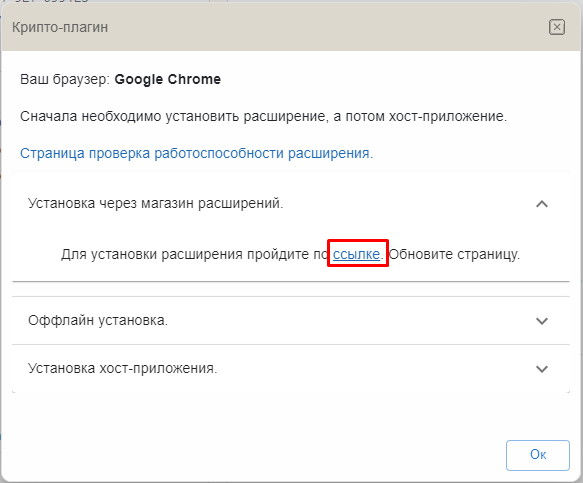 Крипто-плагин
Ваш браузер: Google Chrome
Сначала необходимо установить расширение, а потом хост-приложение.
Страница проверка работоспособности расширения.
Установка через магазин расширений.
Для установки расширения пройдите по ссылке. Обновите страницу.
Оффлайн установка.
Установка хост-приложения.
Ок